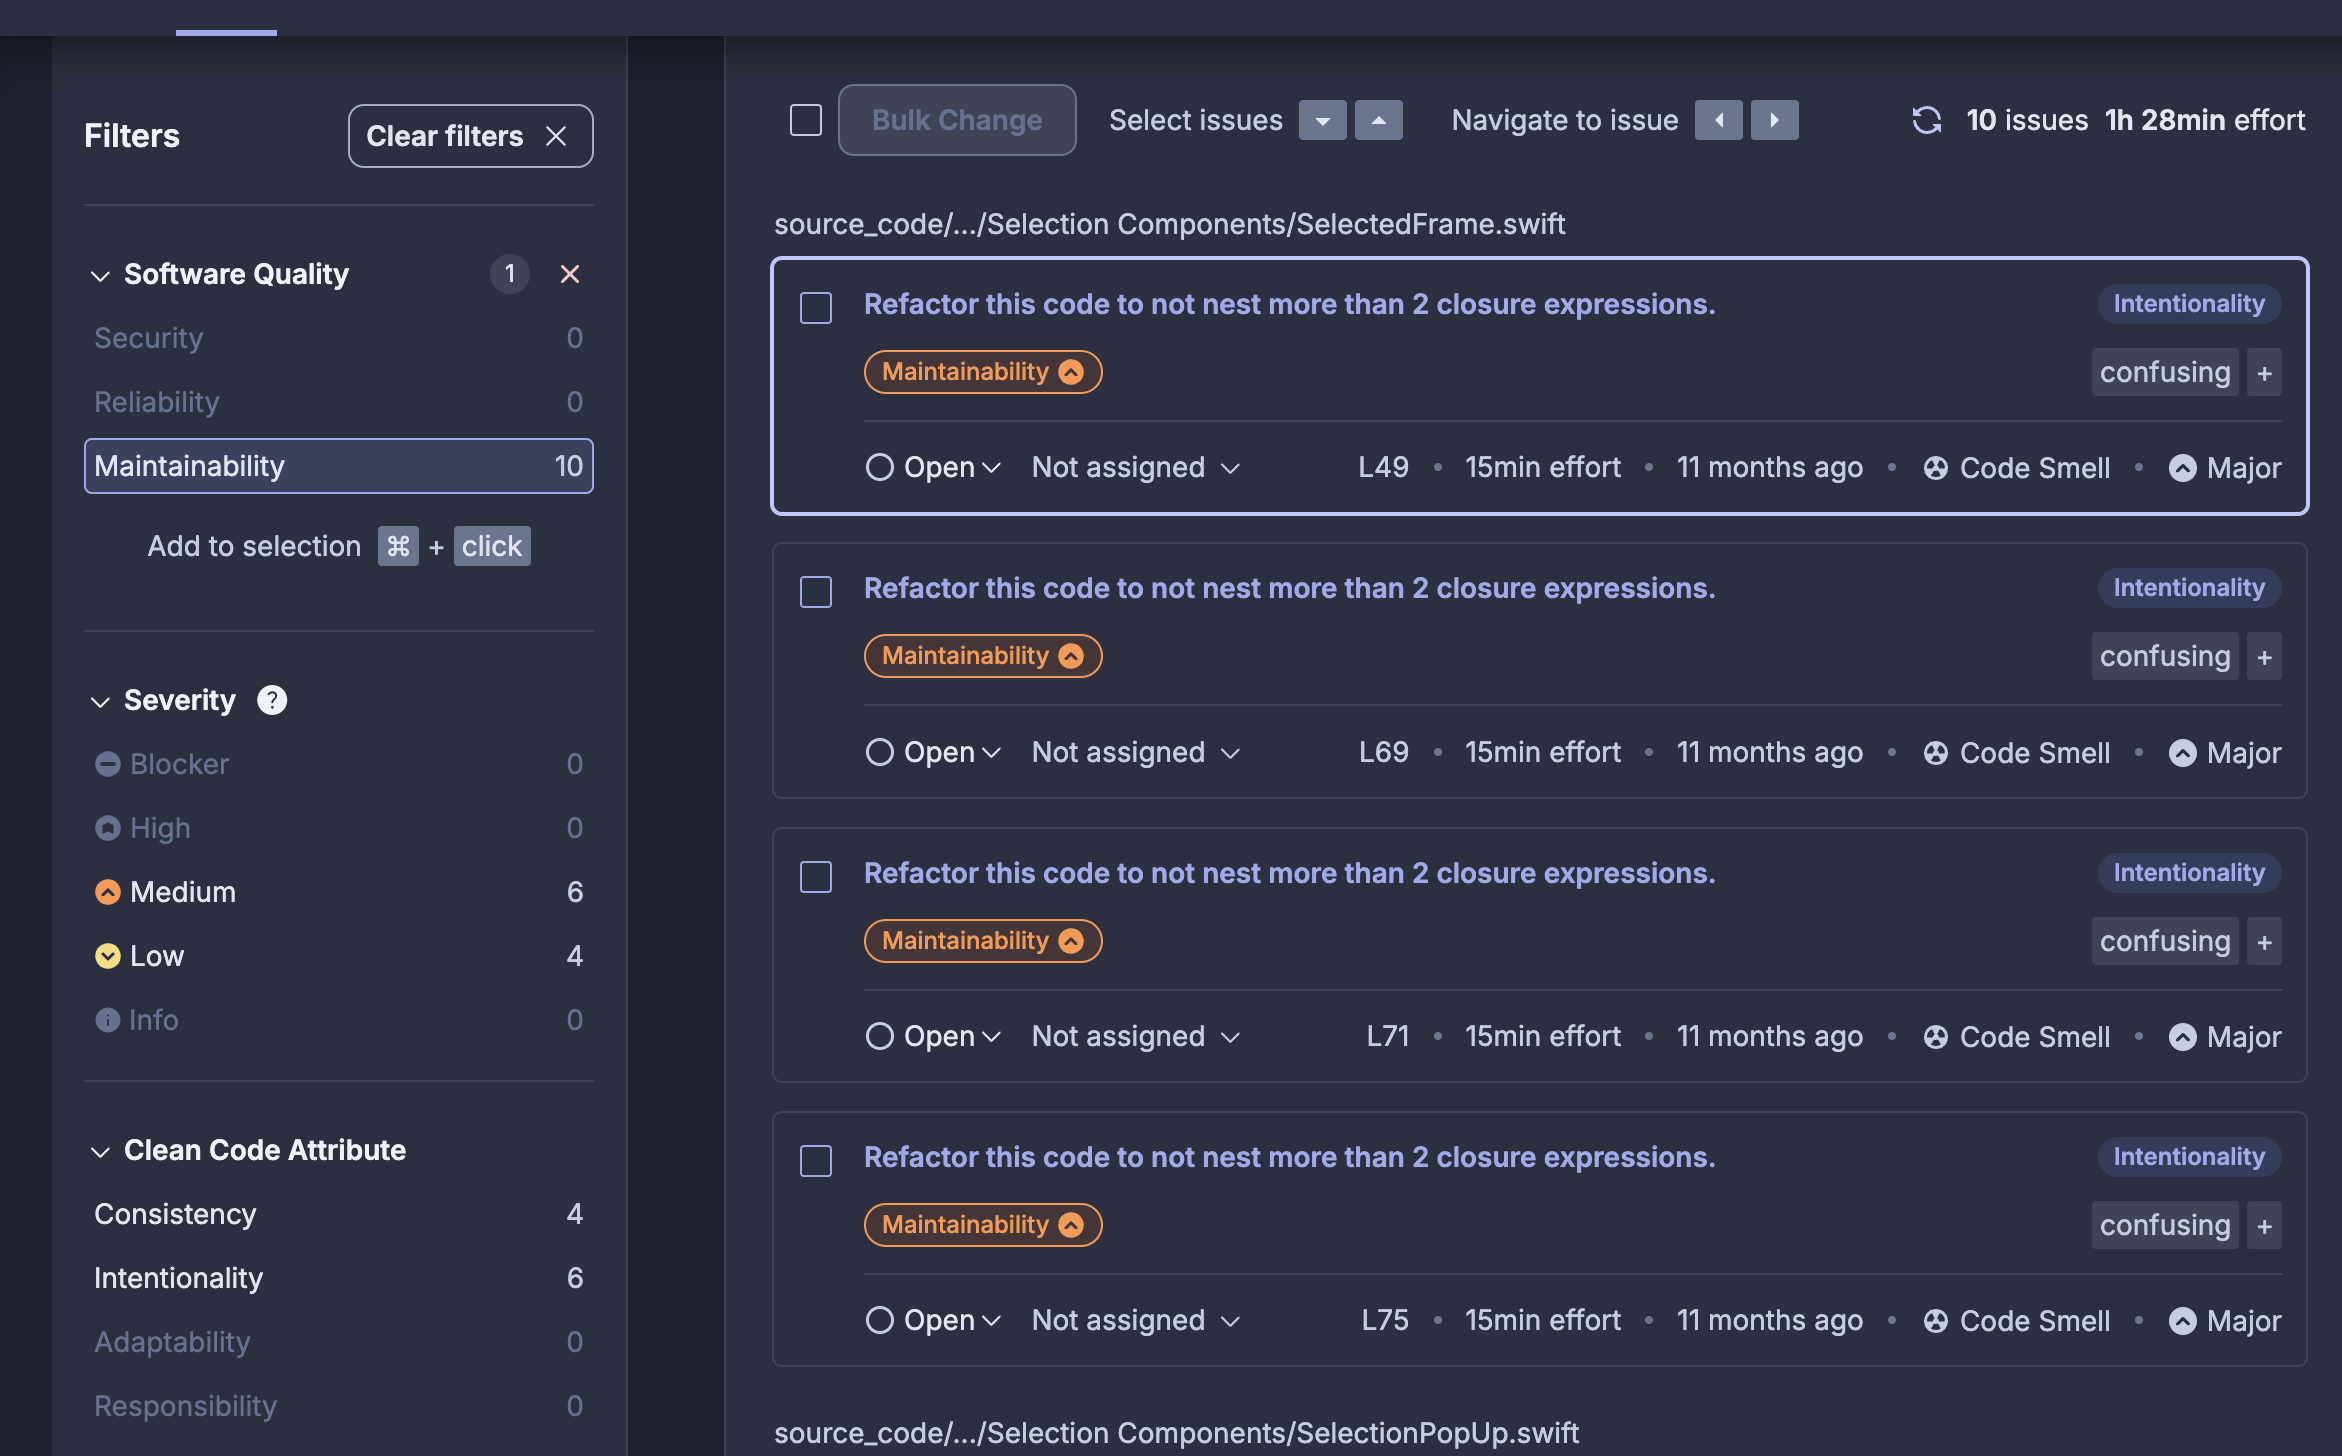 Filters
Clear filters
Software Quality 1
Security 0
Reliability 0
Maintainability 10
Add to selection ⌘ + click
Severity ?
Blocker 0
High 0
Medium 6
Low 4
Info 0
Clean Code Attribute
Consistency 4
Intentionality 6
Adaptability 0
Responsibility 0
Bulk Change Select issues Navigate to issue 10 issues 1h 28min effort
source_code/.../Selection Components/SelectedFrame.swift
Refactor this code to not nest more than 2 closure expressions. Intentionality
Maintainability confusing +
Open Not assigned L49 • 15min effort • 11 months ago • Code Smell • Major
Refactor this code to not nest more than 2 closure expressions. Intentionality
Maintainability confusing +
Open Not assigned L69 • 15min effort • 11 months ago • Code Smell • Major
Refactor this code to not nest more than 2 closure expressions. Intentionality
Maintainability confusing +
Open Not assigned L71 • 15min effort • 11 months ago • Code Smell • Major
Refactor this code to not nest more than 2 closure expressions. Intentionality
Maintainability confusing +
Open Not assigned L75 • 15min effort • 11 months ago • Code Smell • Major
source_code/.../Selection Components/SelectionPopUp.swift